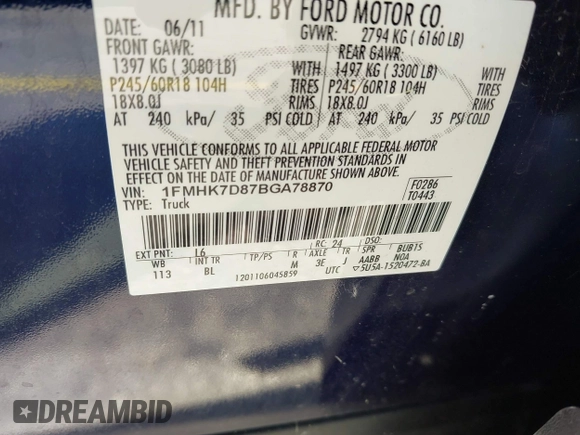 MFD. BY FORD MOTOR CO.
DATE: 06/11 GVWR: 2794 KG ( 6160 LB)
FRONT GAWR: REAR GAWR:
1397 KG ( 3080 LB) WITH 1497 KG ( 3300 LB) WITH
P245/60R18 104H TIRES P245/60R18 104H TIRES
18X8.0J RIMS 18X8.0J RIMS
AT 240 kPa/ 35 PSI COLD AT 240 kPa/ 35 PSI COLD
THIS VEHICLE CONFORMS TO ALL APPLICABLE FEDERAL MOTOR
VEHICLE SAFETY AND THEFT PREVENTION STANDARDS IN
EFFECT ON THE DATE OF MANUFACTURE SHOWN ABOVE.
VIN: 1FMHK7D87BGA78870 F0286
TYPE: Truck T0443
EXT PNT: L6 RC: 24 DSO:
WB INT TR TP/PS R AXLE TR SPR BUB1S
113 BL M 3E J AABB NOA
1201106045859 UTC ▽5U5A-1520472-BA
DREAMBID